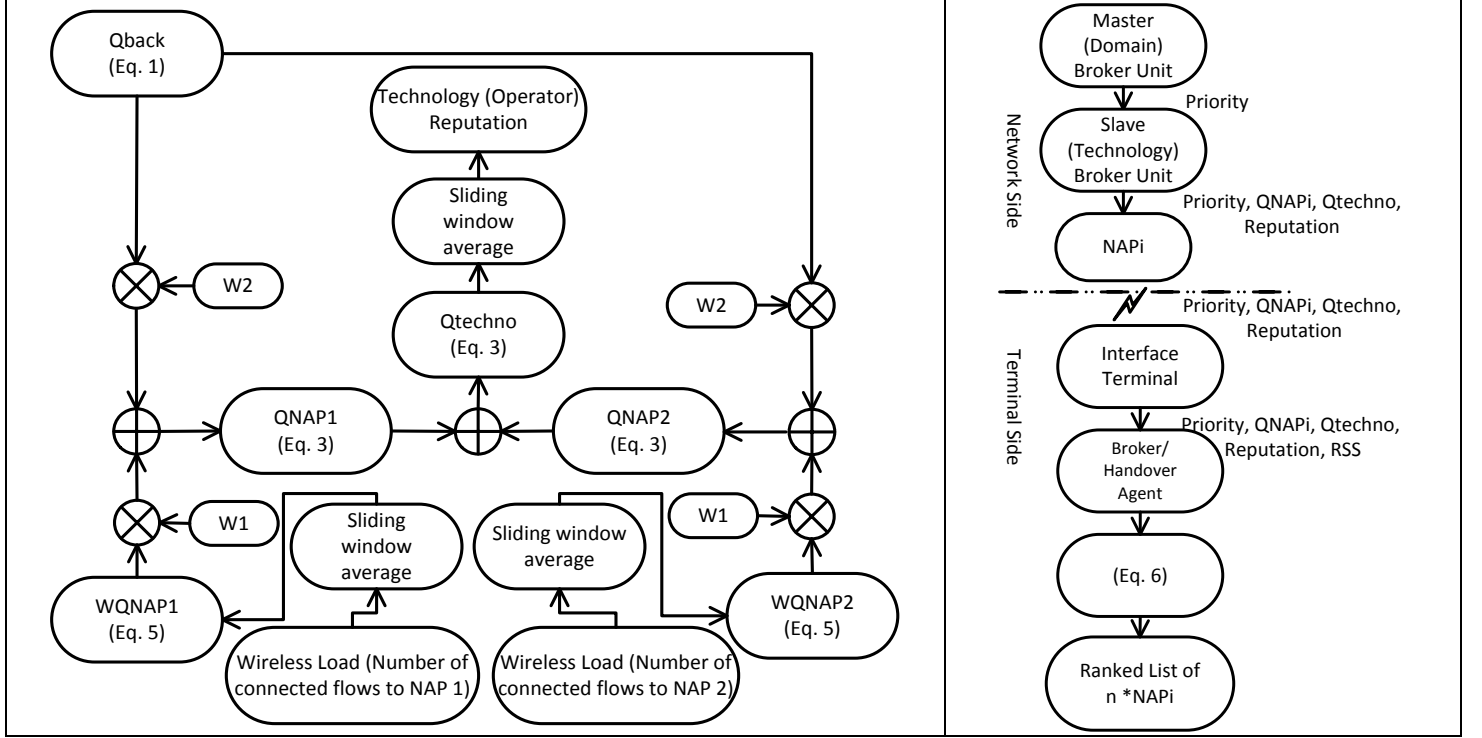 Qback
(Eq. 1)
Technology (Operator)
Reputation
Sliding
window
average
W2
W2
Qtechno
(Eq. 3)
QNAP1
(Eq. 3)
QNAP2
(Eq. 3)
W1
Sliding
window
average
Sliding window
average
W1
WQNAP1
(Eq. 5)
WQNAP2
(Eq. 5)
Wireless Load (Number of
connected flows to NAP 1)
Wireless Load (Number of
connected flows to NAP 2)
Master
(Domain)
Broker Unit
Priority
Network Side
Slave
(Technology)
Broker Unit
Priority, QNAPi, Qtechno,
Reputation
NAPi
Priority, QNAPi, Qtechno,
Reputation
Terminal Side
Interface
Terminal
Priority, QNAPi, Qtechno,
Reputation, RSS
Broker/
Handover
Agent
(Eq. 6)
Ranked List of
n *NAPi